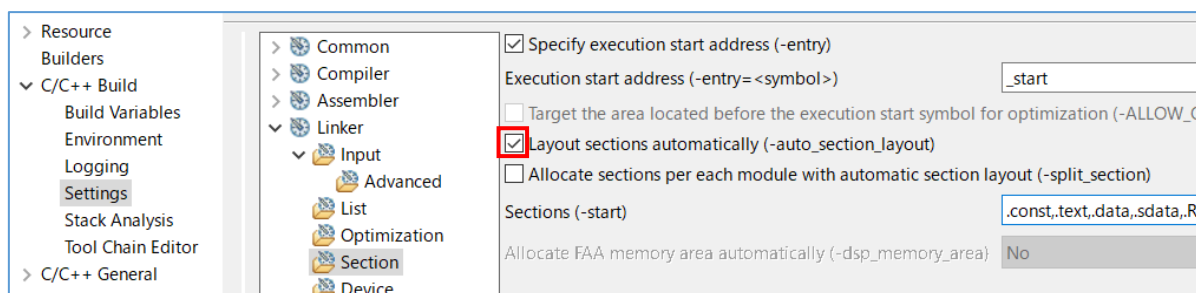 Resource
Builders
C/C++ Build
Build Variables
Environment
Logging
Settings
Stack Analysis
Tool Chain Editor
C/C++ General
Common
Compiler
Assembler
Linker
Input
Advanced
List
Optimization
Section
Device
Specify execution start address (-entry)
Execution start address (-entry=<symbol>)
_start
Target the area located before the execution start symbol for optimization (-ALLOW_
Layout sections automatically (-auto_section_layout)
Allocate sections per each module with automatic section layout (-split_section)
Sections (-start)
.const,.text,.data,.sdata,.R
Allocate FAA memory area automatically (-dsp_memory_area)
No